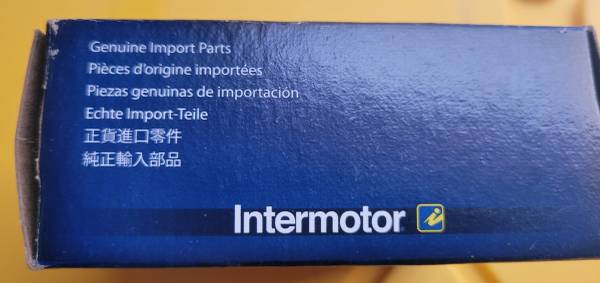 Genuine Import Parts
Pièces d'origine importées
Piezas genuinas de importación
Echte Import-Teile
正貨進口零件
純正輸入部品
Intermotor